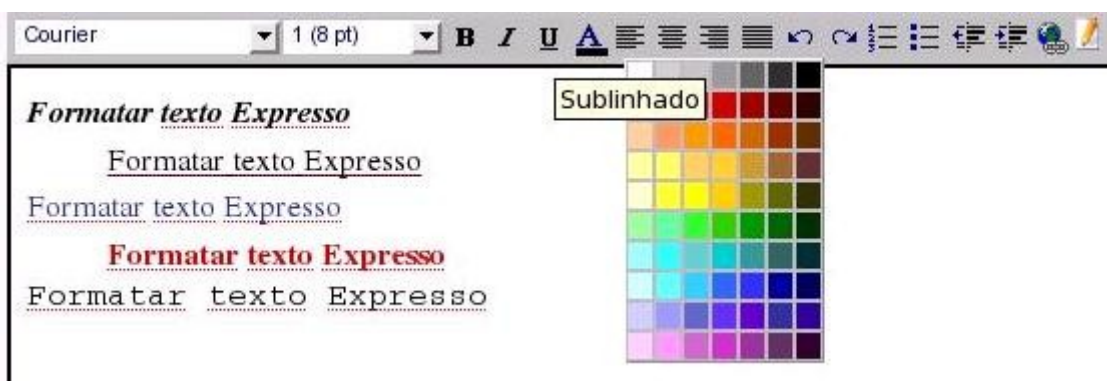 Courier 1 (8 pt) B I U A
Sublinhado
Formatar texto Expresso
Formatar texto Expresso
Formatar texto Expresso
Formatar texto Expresso
Formatar texto Expresso